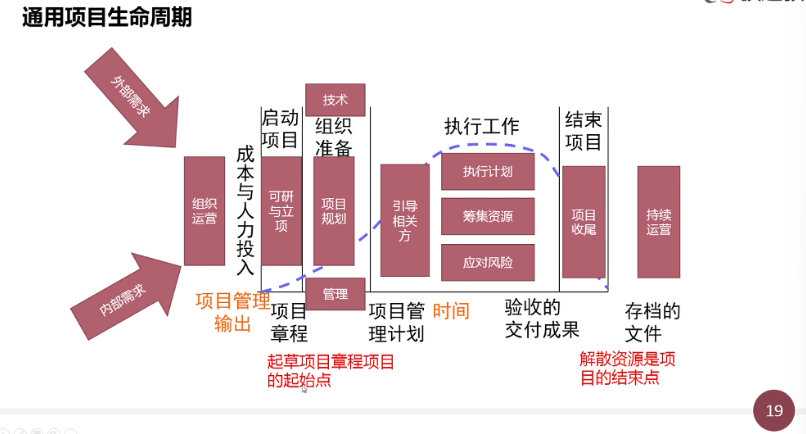 通用项目生命周期
外部需求
技术
启动
项目
组织
准备
执行工作
结束
项目
成本与人力投入
组织
运营
可研
与立
项
项目
规划
引导
相关
方
执行计划
筹集资源
应对风险
项目
收尾
持续
运营
内部需求
管理
项目管理
输出
项目
章程
项目管
理计划
时间
验收的
交付成果
存档的
文件
起草项目章程项目
的起始点
解散资源是项
目的结束点
19